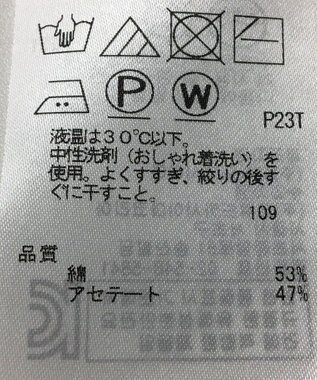 P W
P23T
液温は30℃以下。
中性洗剤（おしゃれ着洗い）を
使用。よくすすぎ、絞りの後す
ぐに干すこと。
109
品質
綿 53%
アセテート 47%